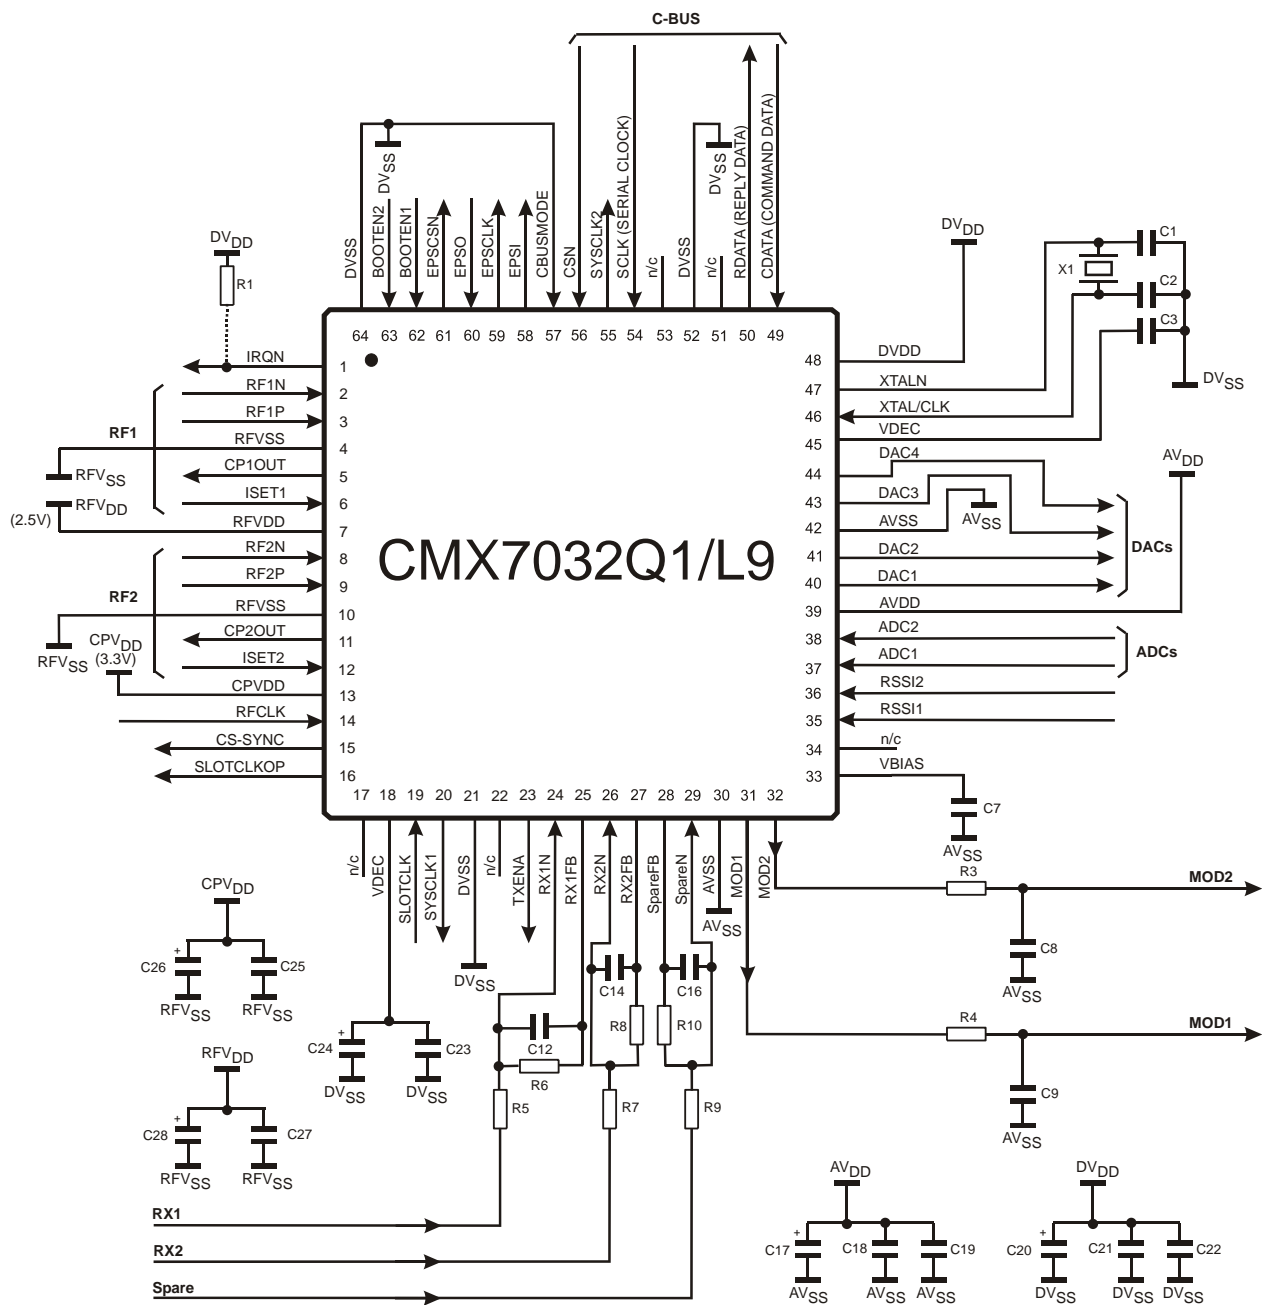 C-BUS
DVSS
BOOTEN2
BOOTEN1
EPSCSN
EPSO
EPSCLK
EPSI
CBUSMODE
CSN
SYSCLK2
SCLK (SERIAL CLOCK)
n/c
DVSS
n/c
RDATA (REPLY DATA)
CDATA (COMMAND DATA)
DVSS
DVSS
64 63 62 61 60 59 58 57 56 55 54 53 52 51 50 49
DVDD
R1
IRQN 1
RF1
RF1N 2
RF1P 3
RFVSS 4
RFVSS
CP1OUT 5
ISET1 6
RFVDD
(2.5V)
RFVDD 7
RF2
RF2N 8
RF2P 9
RFVSS 10
RFVSS
CP2OUT 11
CPVDD
(3.3V)
ISET2 12
CPVDD 13
RFCLK 14
CS-SYNC 15
SLOTCLKOP 16
CMX7032Q1/L9
DVDD
X1
C1
C2
C3
DVSS
48 DVDD
47 XTALN
46 XTAL/CLK
45 VDEC
44 DAC4
43 DAC3
42 AVSS
AVSS
AVDD
DACs
41 DAC2
40 DAC1
39 AVDD
38 ADC2
37 ADC1
ADCs
36 RSSI2
35 RSSI1
34 n/c
33 VBIAS
C7
AVSS
17 18 19 20 21 22 23 24 25 26 27 28 29 30 31 32
n/c
VDEC
SLOTCLK
SYSCLK1
DVSS
n/c
TXENA
RX1N
RX1FB
RX2N
RX2FB
SpareFB
SpareN
AVSS
MOD1
MOD2
AVSS
DVSS
R3
MOD2
C8
AVSS
R4
MOD1
C9
AVSS
CPVDD
+
C26
C25
RFVSS
RFVSS
+
C24
C23
DVSS
DVSS
C12
R6
R5
C14
R8
R7
C16
R10
R9
RFVDD
+
C28
C27
RFVSS
RFVSS
RX1
RX2
Spare
AVDD
+
C17
C18
C19
AVSS
AVSS
AVSS
DVDD
+
C20
C21
C22
DVSS
DVSS
DVSS